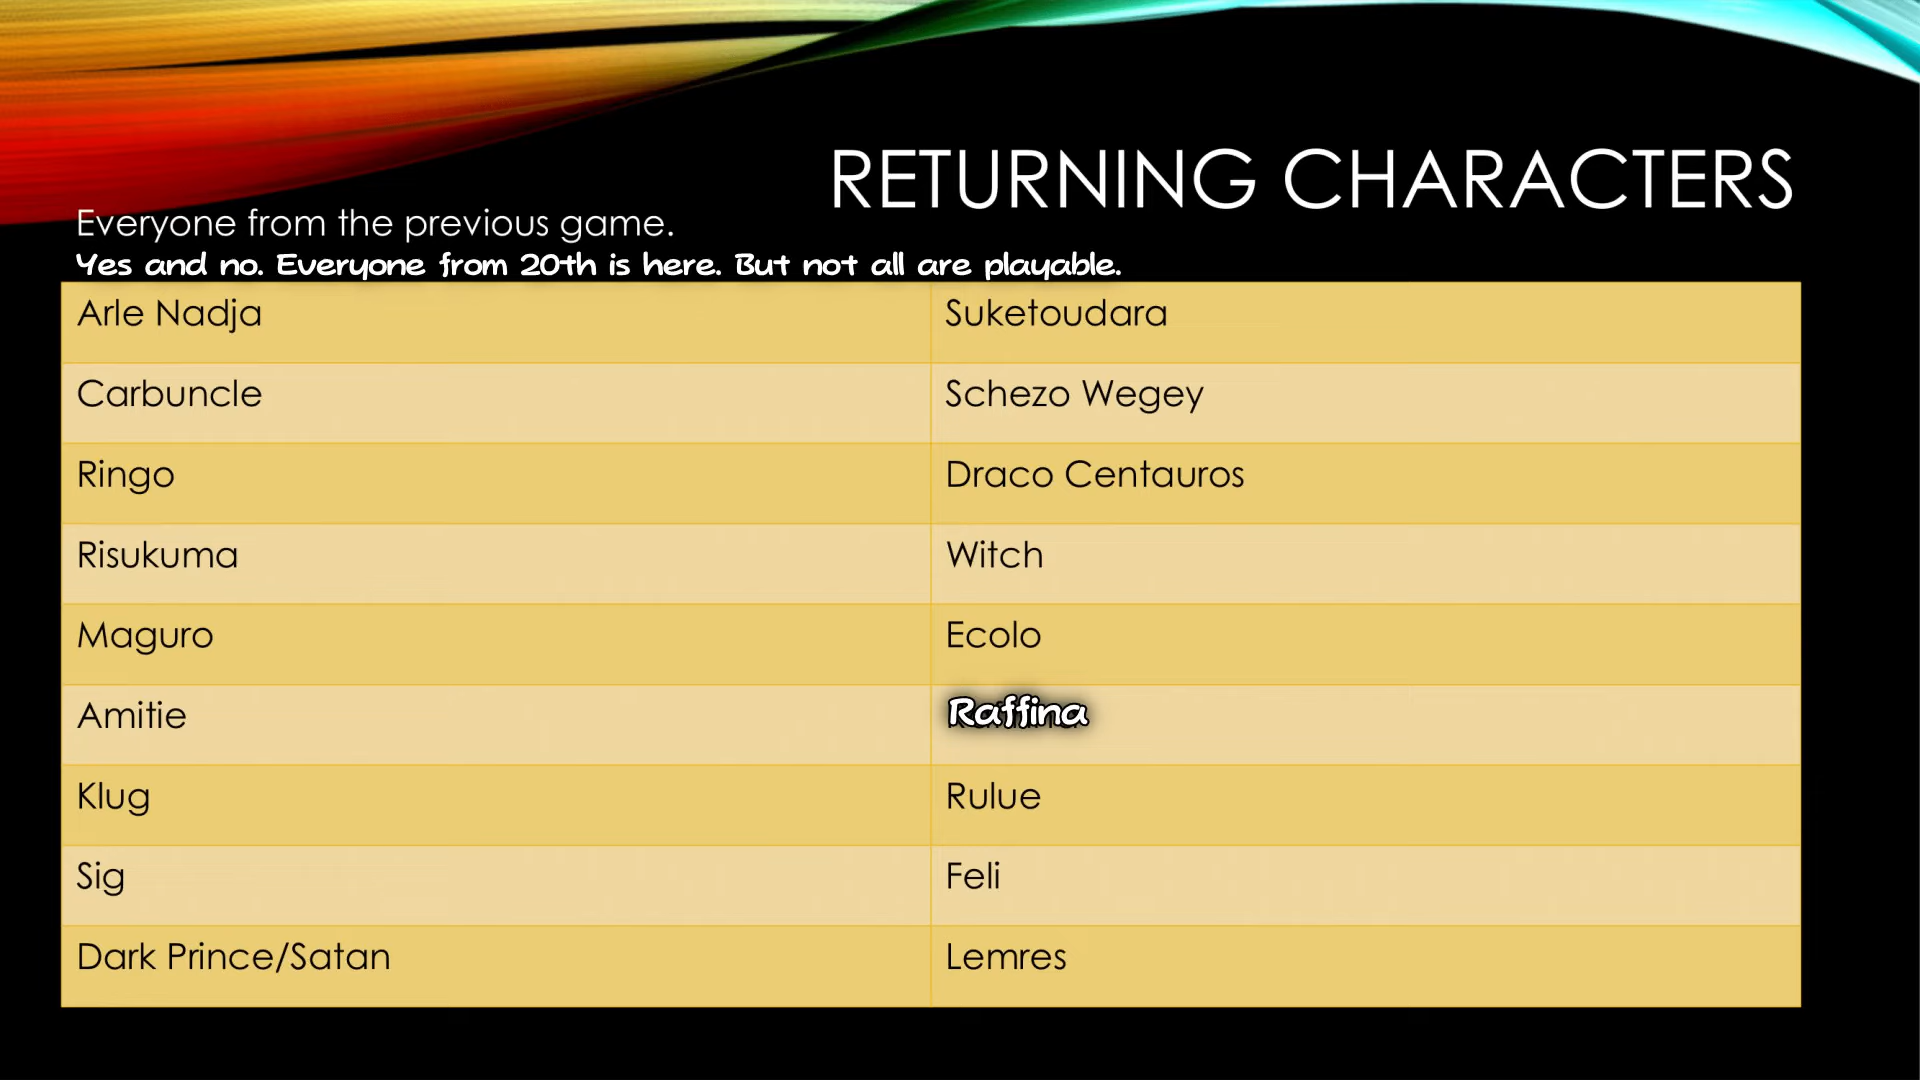 RETURNING CHARACTERS
Everyone from the previous game.
Yes and no. Everyone from 20th is here. But not all are playable.
Arle Nadja
Suketoudara
Carbuncle
Schezo Wegey
Ringo
Draco Centauros
Risukuma
Witch
Maguro
Ecolo
Amitie
Raffina
Klug
Rulue
Sig
Feli
Dark Prince/Satan
Lemres